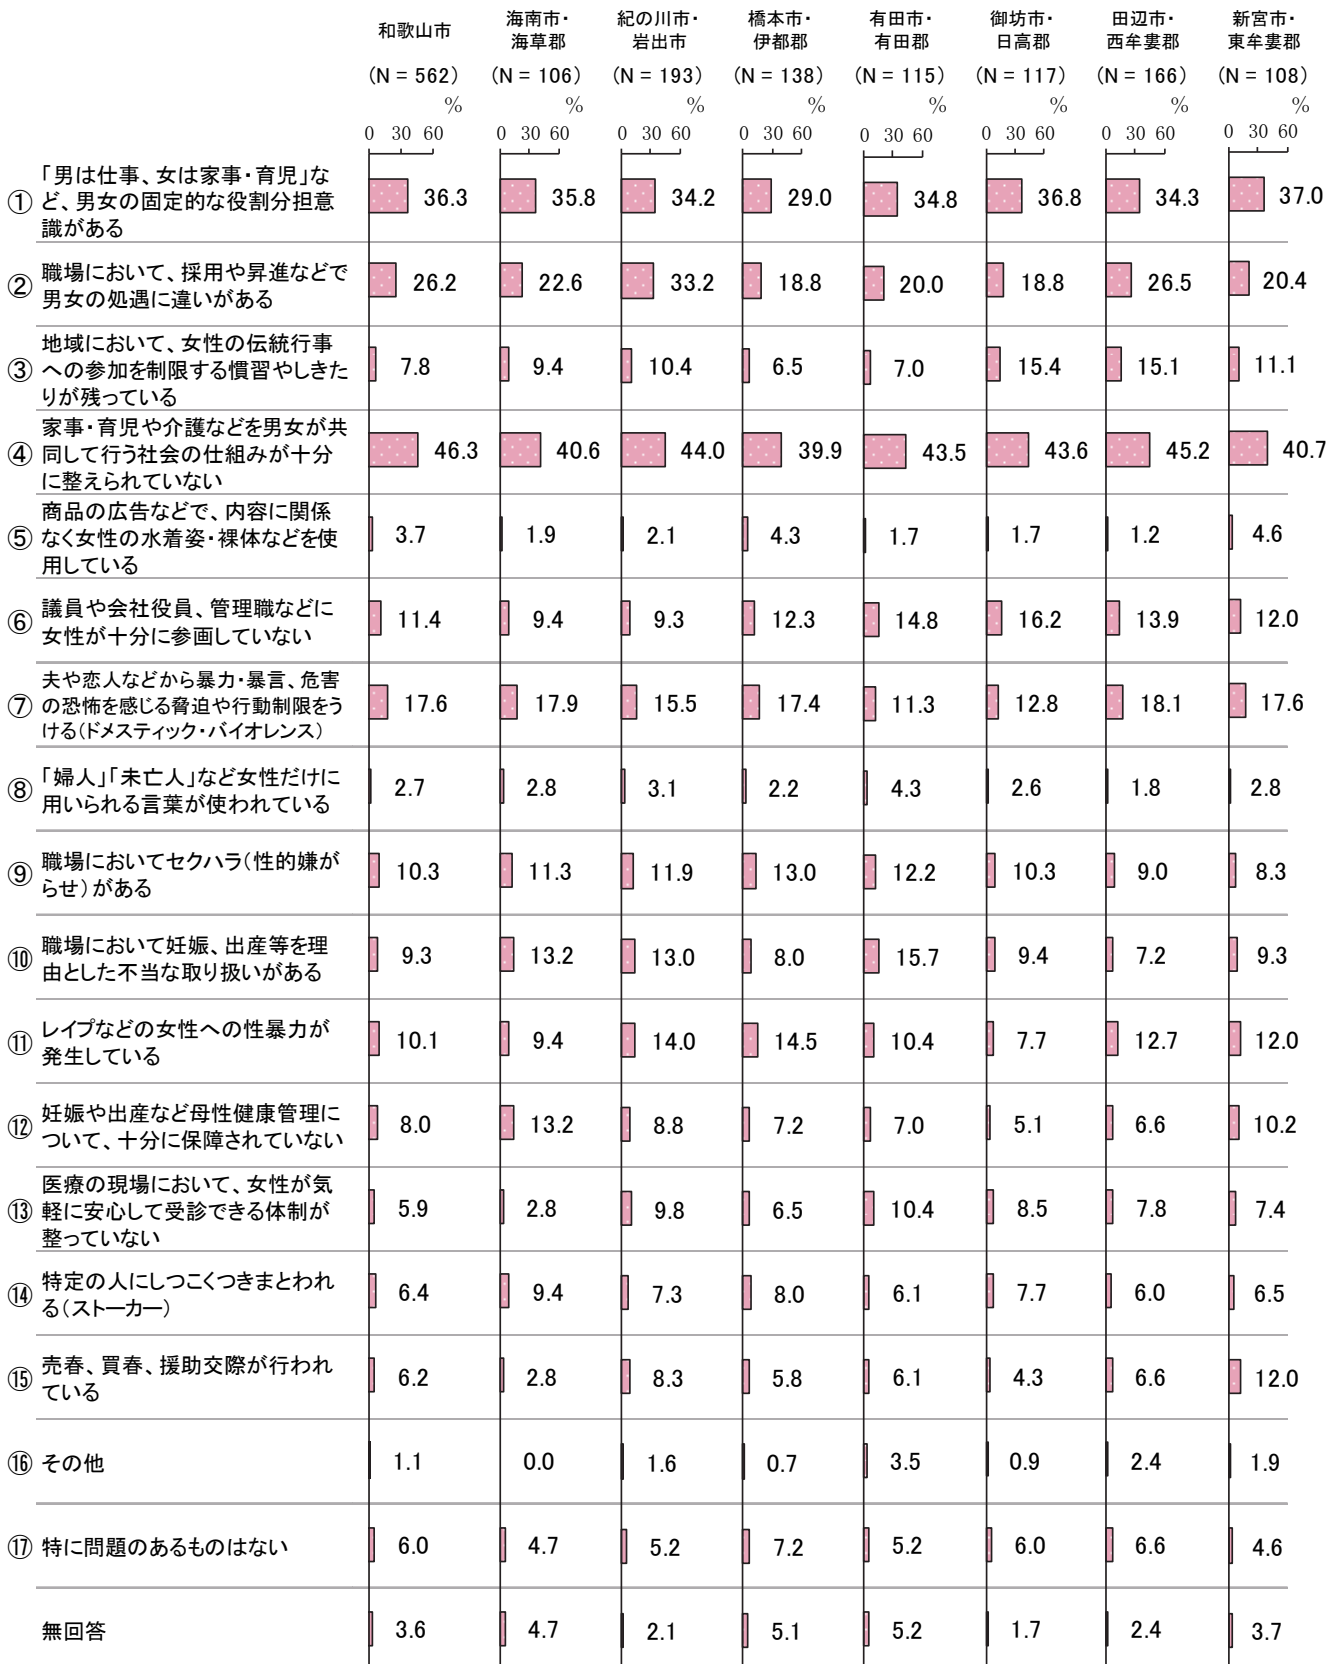 和歌山市
海南市・
海草郡
紀の川市・
岩出市
橋本市・
伊都郡
有田市・
有田郡
御坊市・
日高郡
田辺市・
西牟婁郡
新宮市・
東牟婁郡
(N = 562) (N = 106) (N = 193) (N = 138) (N = 115) (N = 117) (N = 166) (N = 108)
% % % % % % % %
0 30 60 0 30 60 0 30 60 0 30 60 0 30 60 0 30 60 0 30 60 0 30 60
① 「男は仕事、女は家事・育児」な
ど、男女の固定的な役割分担意
識がある
36.3 35.8 34.2 29.0 34.8 36.8 34.3 37.0
② 職場において、採用や昇進などで
男女の処遇に違いがある
26.2 22.6 33.2 18.8 20.0 18.8 26.5 20.4
③ 地域において、女性の伝統行事
への参加を制限する慣習やしきた
りが残っている
7.8 9.4 10.4 6.5 7.0 15.4 15.1 11.1
④ 家事・育児や介護などを男女が共
同して行う社会の仕組みが十分
に整えられていない
46.3 40.6 44.0 39.9 43.5 43.6 45.2 40.7
⑤ 商品の広告などで、内容に関係
なく女性の水着姿・裸体などを使
用している
3.7 1.9 2.1 4.3 1.7 1.7 1.2 4.6
⑥ 議員や会社役員、管理職などに
女性が十分に参画していない
11.4 9.4 9.3 12.3 14.8 16.2 13.9 12.0
⑦ 夫や恋人などから暴力・暴言、危害
の恐怖を感じる脅迫や行動制限をう
ける(ドメスティック・バイオレンス)
17.6 17.9 15.5 17.4 11.3 12.8 18.1 17.6
⑧ 「婦人」「未亡人」など女性だけに
用いられる言葉が使われている
2.7 2.8 3.1 2.2 4.3 2.6 1.8 2.8
⑨ 職場においてセクハラ(性的嫌が
らせ)がある
10.3 11.3 11.9 13.0 12.2 10.3 9.0 8.3
⑩ 職場において妊娠、出産等を理
由とした不当な取り扱いがある
9.3 13.2 13.0 8.0 15.7 9.4 7.2 9.3
⑪ レイプなどの女性への性暴力が
発生している
10.1 9.4 14.0 14.5 10.4 7.7 12.7 12.0
⑫ 妊娠や出産など母性健康管理に
ついて、十分に保障されていない
8.0 13.2 8.8 7.2 7.0 5.1 6.6 10.2
⑬ 医療の現場において、女性が気
軽に安心して受診できる体制が
整っていない
5.9 2.8 9.8 6.5 10.4 8.5 7.8 7.4
⑭ 特定の人にしつこくつきまとわれ
る(ストーカー)
6.4 9.4 7.3 8.0 6.1 7.7 6.0 6.5
⑮ 売春、買春、援助交際が行われ
ている
6.2 2.8 8.3 5.8 6.1 4.3 6.6 12.0
⑯ その他
1.1 0.0 1.6 0.7 3.5 0.9 2.4 1.9
⑰ 特に問題のあるものはない
6.0 4.7 5.2 7.2 5.2 6.0 6.6 4.6
無回答
3.6 4.7 2.1 5.1 5.2 1.7 2.4 3.7